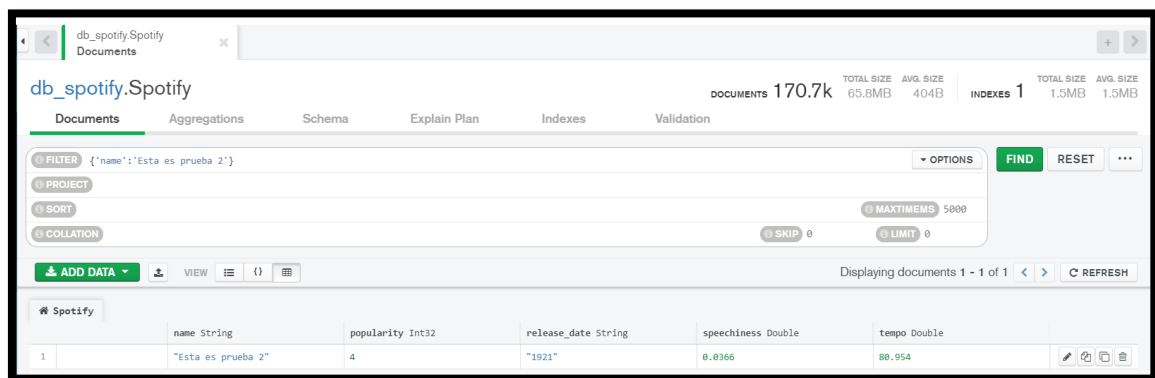 db_spotify.Spotify
Documents
db_spotify.Spotify
DOCUMENTS 170.7k TOTAL SIZE 65.8MB AVG. SIZE 404B INDEXES 1 TOTAL SIZE 1.5MB AVG. SIZE 1.5MB
Documents Aggregations Schema Explain Plan Indexes Validation
FILTER {'name':'Esta es prueba 2'} OPTIONS FIND RESET ...
PROJECT
SORT MAXTIMEMS 5000
COLLATION SKIP 0 LIMIT 0
ADD DATA VIEW {} Displaying documents 1 - 1 of 1 < > REFRESH
Spotify
name String popularity Int32 release_date String speechiness Double tempo Double
1 "Esta es prueba 2" 4 "1921" 0.0366 80.954